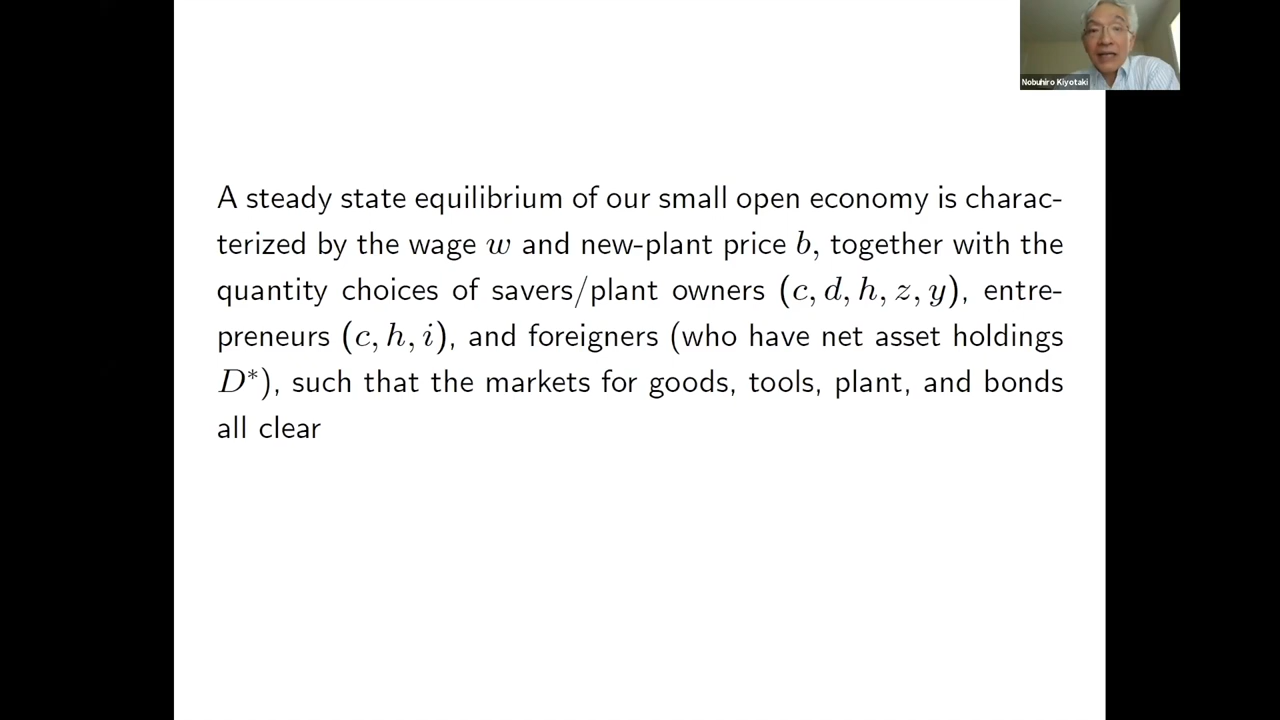 Nobuhiro Kiyotaki
A steady state equilibrium of our small open economy is charac-
terized by the wage w and new-plant price b, together with the
quantity choices of savers/plant owners (c, d, h, z, y), entre-
preneurs (c, h, i), and foreigners (who have net asset holdings
D*), such that the markets for goods, tools, plant, and bonds
all clear